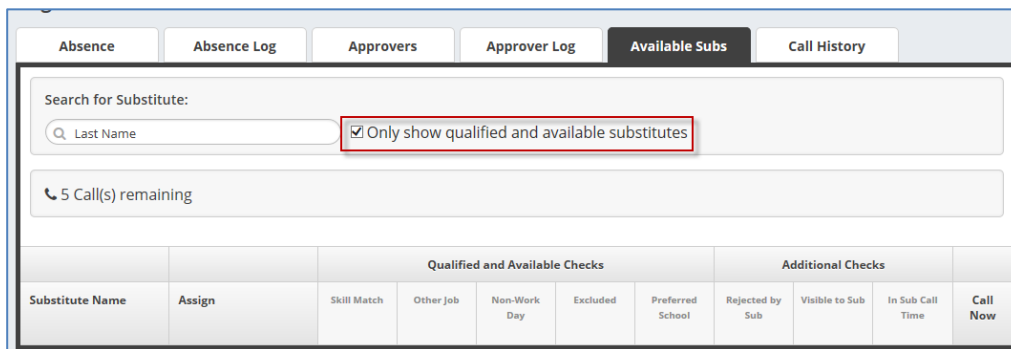 Absence Absence Log Approvers Approver Log Available Subs Call History
Search for Substitute:
Last Name Only show qualified and available substitutes
5 Call(s) remaining
Qualified and Available Checks Additional Checks
Substitute Name Assign Skill Match Other Job Non-Work Day Excluded Preferred School Rejected by Sub Visible to Sub In Sub Call Time Call Now